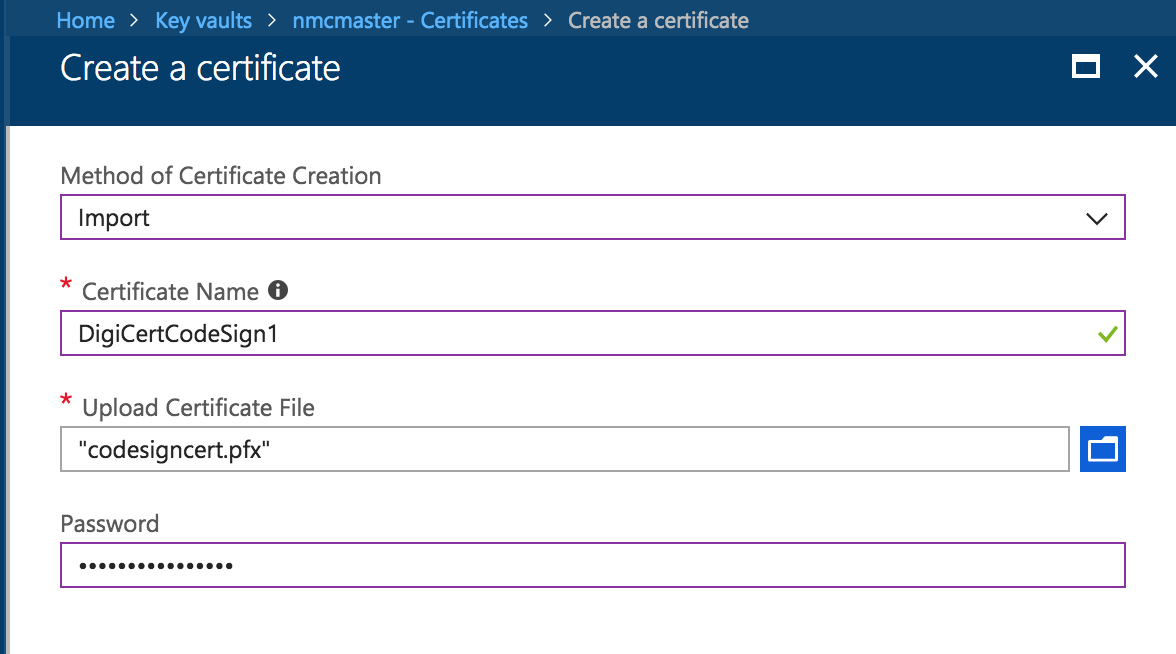 Home > Key vaults > nmcmaster - Certificates > Create a certificate
Create a certificate
Method of Certificate Creation
Import
* Certificate Name
DigiCertCodeSign1
* Upload Certificate File
"codesigncert.pfx"
Password
••••••••••••••••